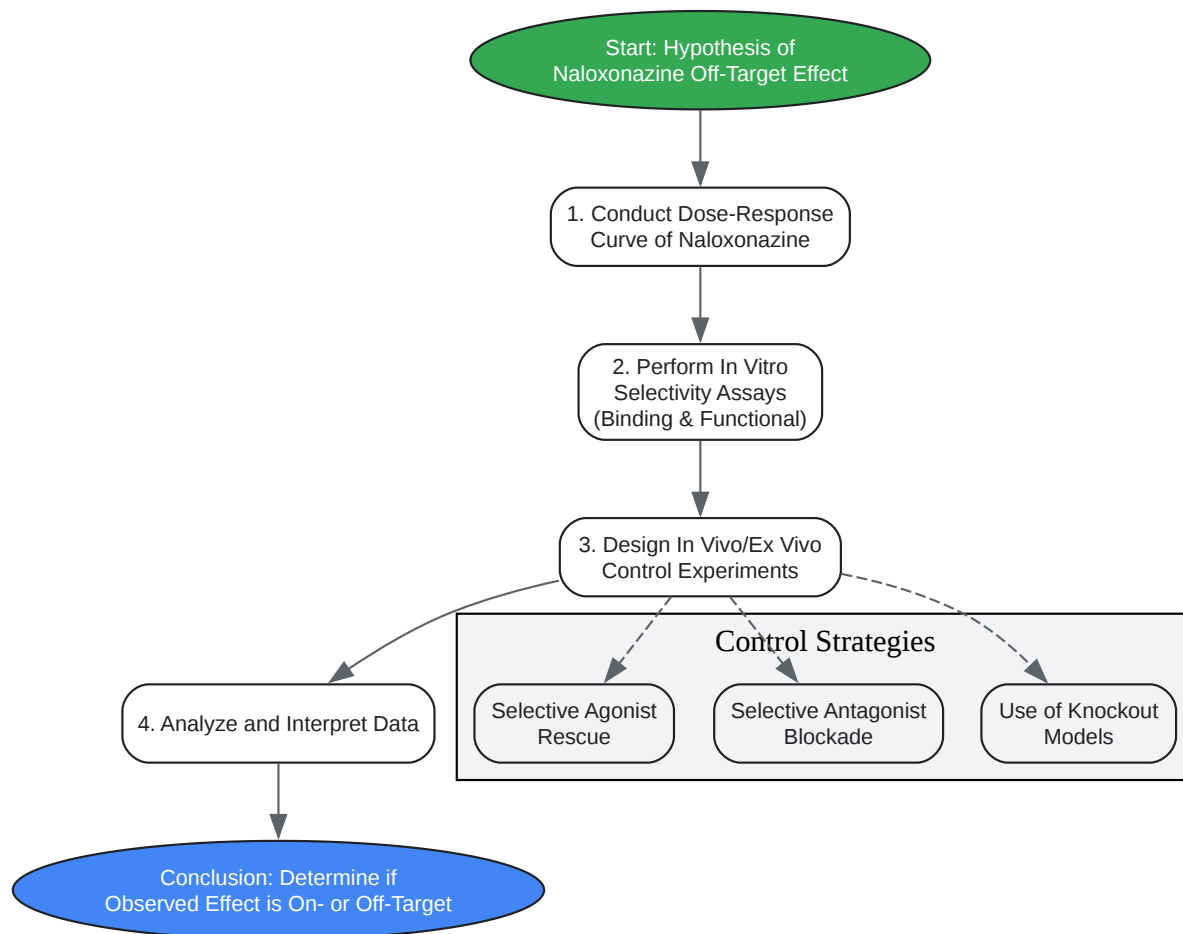 Start: Hypothesis of
Naloxonazine Off-Target Effect
1. Conduct Dose-Response
Curve of Naloxonazine
2. Perform In Vitro
Selectivity Assays
(Binding & Functional)
3. Design In Vivo/Ex Vivo
Control Experiments
Control Strategies
Selective Agonist
Rescue
Selective Antagonist
Blockade
Use of Knockout
Models
4. Analyze and Interpret Data
Conclusion: Determine if
Observed Effect is On- or Off-Target